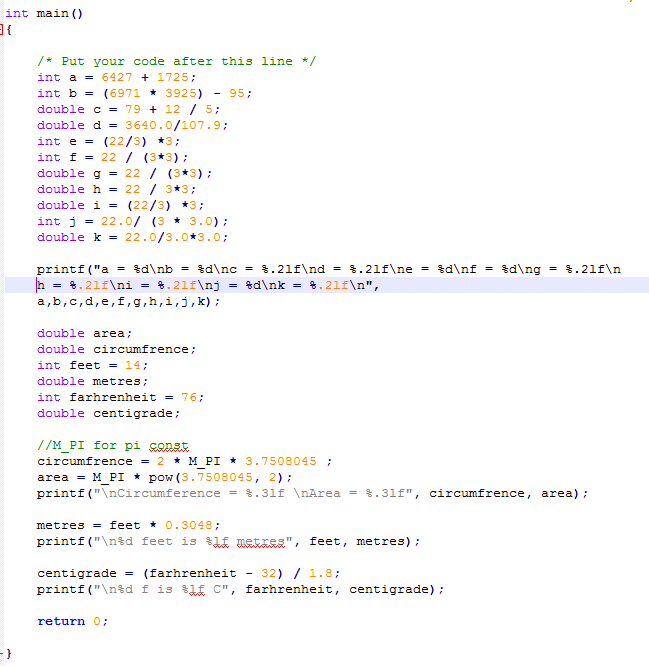 int main()
{
/* Put your code after this line */
int a = 6427 + 1725;
int b = (6971 * 3925) - 95;
double c = 79 + 12 / 5;
double d = 3640.0/107.9;
int e = (22/3) *3;
int f = 22 / (3*3);
double g = 22 / (3*3);
double h = 22 / 3*3;
double i = (22/3) *3;
int j = 22.0/ (3 * 3.0);
double k = 22.0/3.0*3.0;
printf("a = %d\nb = %d\nc = %.2lf\nd = %.2lf\ne = %d\nf = %d\ng = %.2lf\n
h = %.2lf\ni = %.2lf\nj = %d\nk = %.2lf\n",
a,b,c,d,e,f,g,h,i,j,k);
double area;
double circumfrence;
int feet = 14;
double metres;
int farhrenheit = 76;
double centigrade;
//M_PI for pi const
circumfrence = 2 * M_PI * 3.7508045 ;
area = M_PI * pow(3.7508045, 2);
printf("\nCircumference = %.3lf \nArea = %.3lf", circumfrence, area);
metres = feet * 0.3048;
printf("\n%d feet is %lf metres", feet, metres);
centigrade = (farhrenheit - 32) / 1.8;
printf("\n%d f is %lf C", farhrenheit, centigrade);
return 0;
}